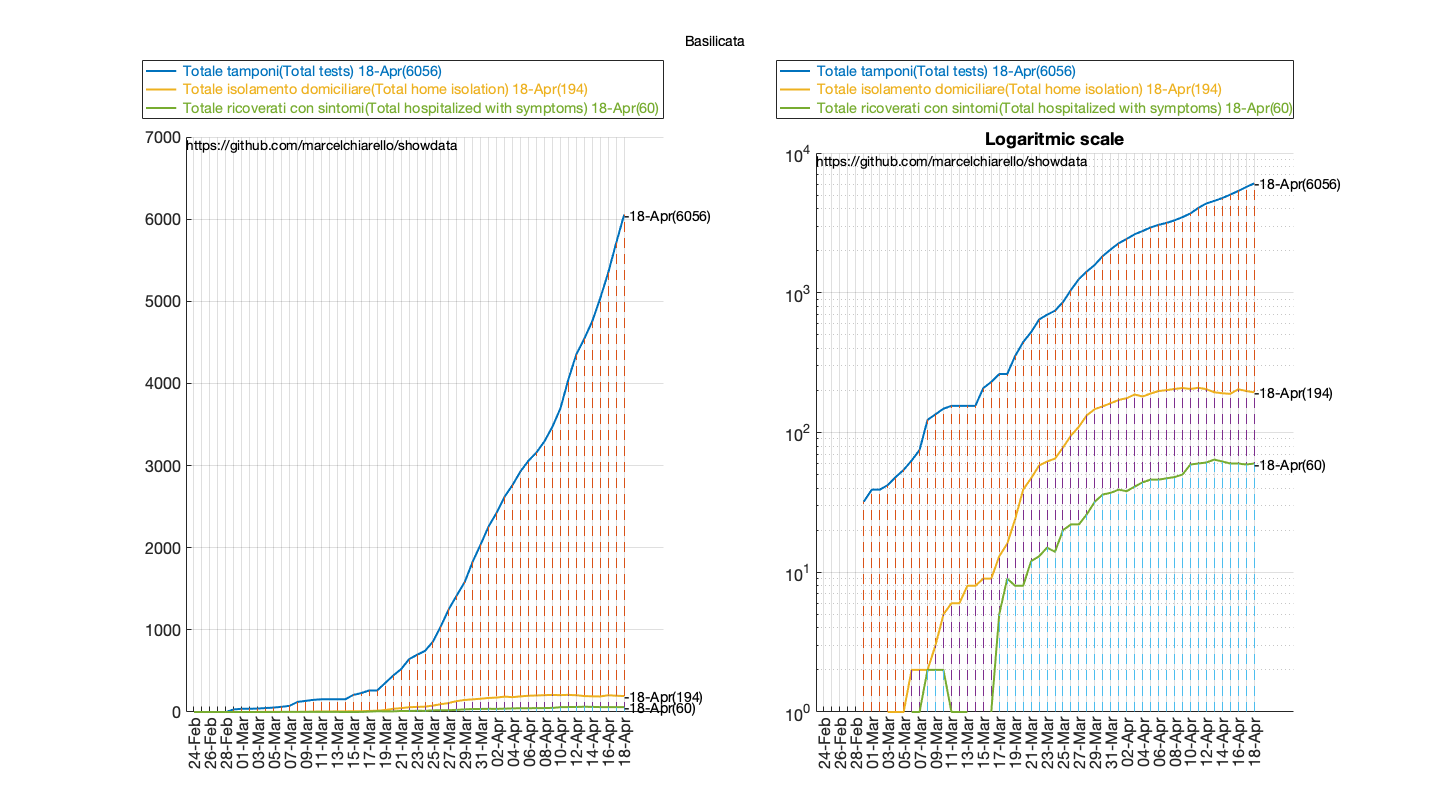 Basilicata
Totale tamponi(Total tests) 18-Apr(6056)
Totale isolamento domiciliare(Total home isolation) 18-Apr(194)
Totale ricoverati con sintomi(Total hospitalized with symptoms) 18-Apr(60)
https://github.com/marcelchiarello/showdata
7000
6000
5000
4000
3000
2000
1000
0
18-Apr(6056)
18-Apr(194)
18-Apr(60)
24-Feb
26-Feb
28-Feb
01-Mar
03-Mar
05-Mar
07-Mar
09-Mar
11-Mar
13-Mar
15-Mar
17-Mar
19-Mar
21-Mar
23-Mar
25-Mar
27-Mar
29-Mar
31-Mar
02-Apr
04-Apr
06-Apr
08-Apr
10-Apr
12-Apr
14-Apr
16-Apr
18-Apr
Totale tamponi(Total tests) 18-Apr(6056)
Totale isolamento domiciliare(Total home isolation) 18-Apr(194)
Totale ricoverati con sintomi(Total hospitalized with symptoms) 18-Apr(60)
Logaritmic scale
https://github.com/marcelchiarello/showdata
10^4
10^3
10^2
10^1
10^0
18-Apr(6056)
18-Apr(194)
18-Apr(60)
24-Feb
26-Feb
28-Feb
01-Mar
03-Mar
05-Mar
07-Mar
09-Mar
11-Mar
13-Mar
15-Mar
17-Mar
19-Mar
21-Mar
23-Mar
25-Mar
27-Mar
29-Mar
31-Mar
02-Apr
04-Apr
06-Apr
08-Apr
10-Apr
12-Apr
14-Apr
16-Apr
18-Apr